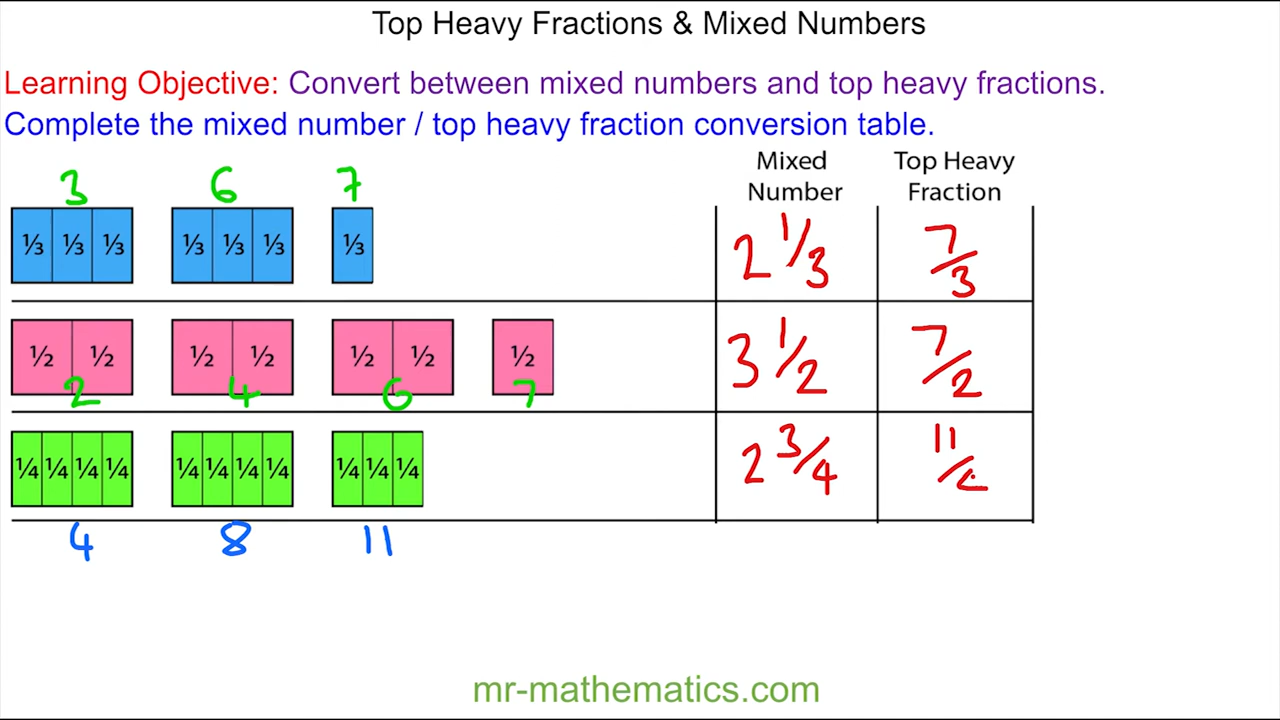 Top Heavy Fractions & Mixed Numbers
Learning Objective: Convert between mixed numbers and top heavy fractions.
Complete the mixed number / top heavy fraction conversion table.
Mixed Number
Top Heavy Fraction
3 6 7
⅓ ⅓ ⅓ ⅓ ⅓ ⅓ ⅓
2 1/3
7/3
½ ½ ½ ½ ½ ½ ½
2 4 6 7
3 1/2
7/2
¼ ¼ ¼ ¼ ¼ ¼ ¼ ¼ ¼ ¼ ¼
2 3/4
11/
4 8 11
mr-mathematics.com